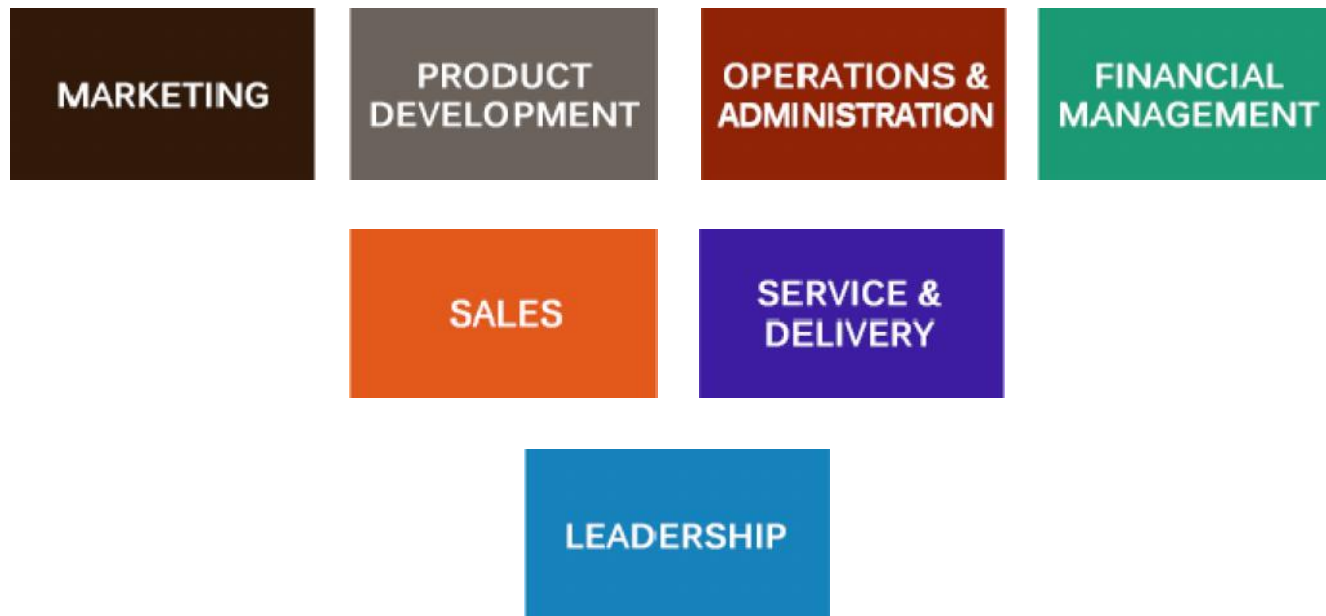 MARKETING
PRODUCT
DEVELOPMENT
OPERATIONS &
ADMINISTRATION
FINANCIAL
MANAGEMENT
SALES
SERVICE &
DELIVERY
LEADERSHIP